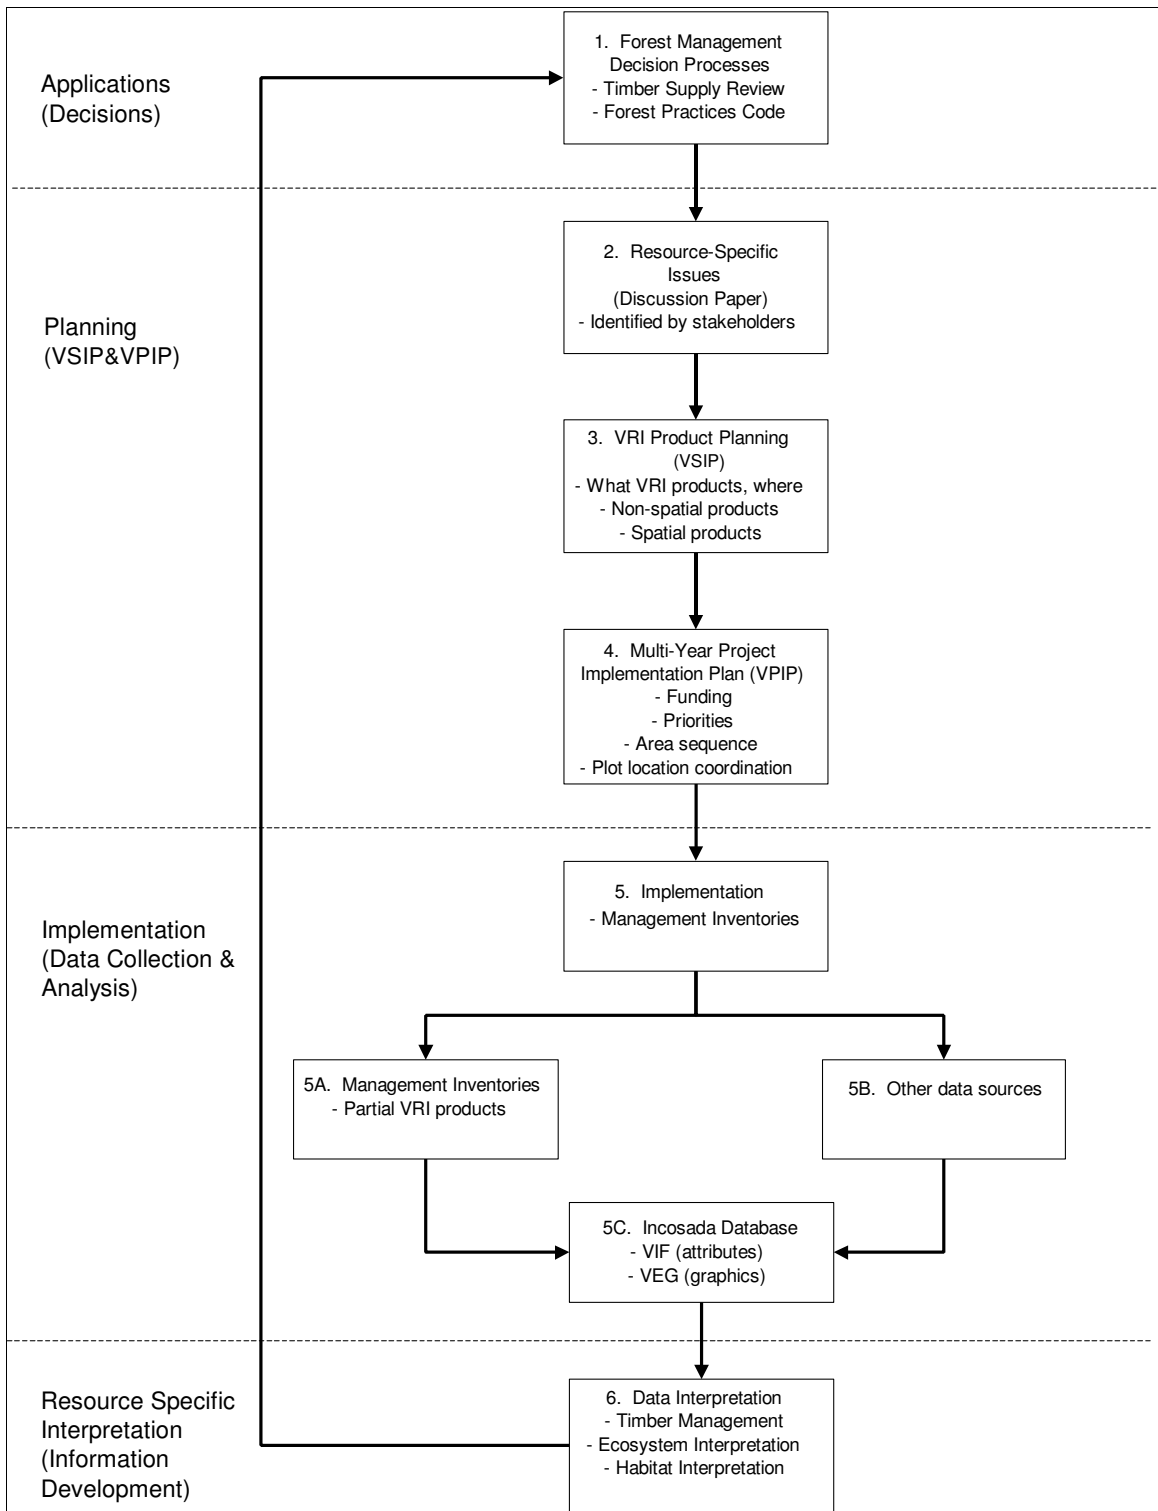 Applications
(Decisions)
1. Forest Management
Decision Processes
- Timber Supply Review
- Forest Practices Code
Planning
(VSIP&VPIP)
2. Resource-Specific
Issues
(Discussion Paper)
- Identified by stakeholders
3. VRI Product Planning
(VSIP)
- What VRI products, where
- Non-spatial products
- Spatial products
4. Multi-Year Project
Implementation Plan (VPIP)
- Funding
- Priorities
- Area sequence
- Plot location coordination
Implementation
(Data Collection &
Analysis)
5. Implementation
- Management Inventories
5A. Management Inventories
- Partial VRI products
5B. Other data sources
5C. Incosada Database
- VIF (attributes)
- VEG (graphics)
Resource Specific
Interpretation
(Information
Development)
6. Data Interpretation
- Timber Management
- Ecosystem Interpretation
- Habitat Interpretation